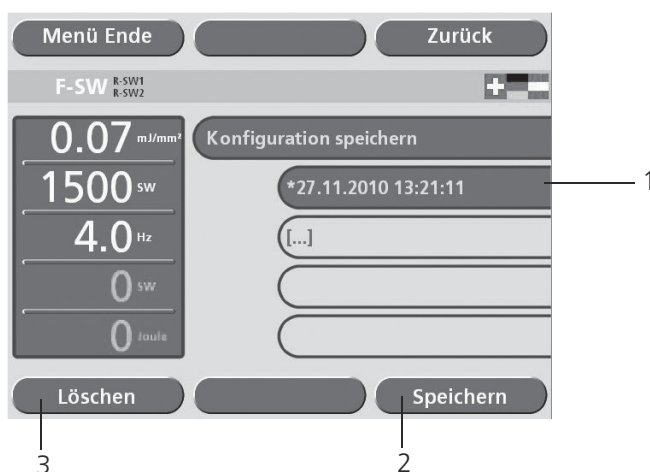 Menü Ende
Zurück
F-SW R-SW1
R-SW2
0.07 mJ/mm²
Konfiguration speichern
1500 SW
*27.11.2010 13:21:11
1
4.0 Hz
[...]
0 SW
0 Joule
Löschen
Speichern
3
2